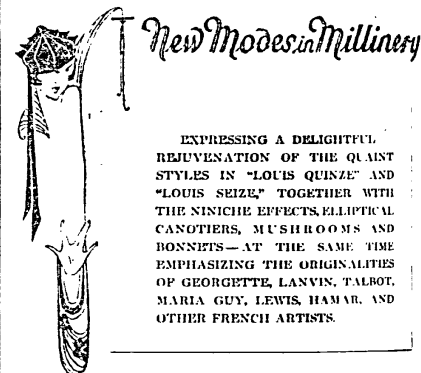 New Modes in Millinery
EXPRESSING A DELIGHTFUL
REJUVENATION OF THE QUAINT
STYLES IN "LOUIS QUINZE" AND
"LOUIS SEIZE," TOGETHER WITH
THE NINICHE EFFECTS, ELLIPTICAL
CANOTIERS, MUSHROOMS AND
BONNETS—AT THE SAME TIME
EMPHASIZING THE ORIGINALITIES
OF GEORGETTE, LANVIN, TALBOT,
MARIA GUY, LEWIS, HAMAR, AND
OTHER FRENCH ARTISTS.